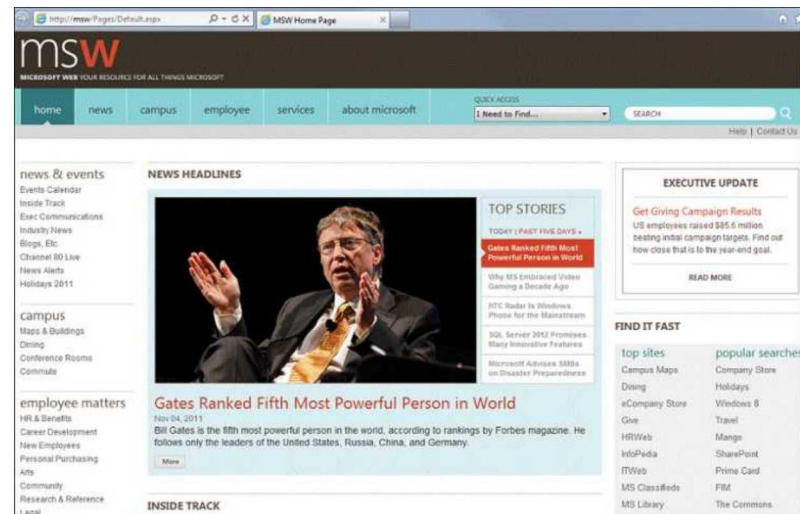 http://msw/Pages/Default.aspx
MSW Home Page
msw
MICROSOFT WEB YOUR RESOURCE FOR ALL THINGS MICROSOFT
home news campus employee services about microsoft
QUICK ACCESS
I Need to Find...
SEARCH
Help | Contact Us
news & events
Events Calendar
Inside Track
Exec Communications
Industry News
Blogs, Etc.
Channel 80 Live
News Alerts
Holidays 2011
campus
Maps & Buildings
Dining
Conference Rooms
Commute
employee matters
HR & Benefits
Career Development
New Employees
Personal Purchasing
Arts
Community
Research & Reference
Legal
NEWS HEADLINES
TOP STORIES
TODAY | PAST FIVE DAYS
Gates Ranked Fifth Most
Powerful Person in World
Why MS Embraced Video
Gaming a Decade Ago
HTC Radar Is Windows
Phone for the Mainstream
SQL Server 2012 Promises
Many Innovative Features
Microsoft Advises SMBs
on Disaster Preparedness
Gates Ranked Fifth Most Powerful Person in World
Nov 04, 2011
Bill Gates is the fifth most powerful person in the world, according to rankings by Forbes magazine. He
follows only the leaders of the United States, Russia, China, and Germany.
More
INSIDE TRACK
EXECUTIVE UPDATE
Get Giving Campaign Results
US employees raised $85.6 million
beating initial campaign targets. Find out
how close that is to the year-end goal.
READ MORE
FIND IT FAST
top sites
Campus Maps
Dining
eCompany Store
Give
HRWeb
InfoPedia
ITWeb
MS Classifieds
MS Library
popular searches
Company Store
Holidays
Windows 8
Travel
Mango
SharePoint
Prime Card
FIM
The Commons